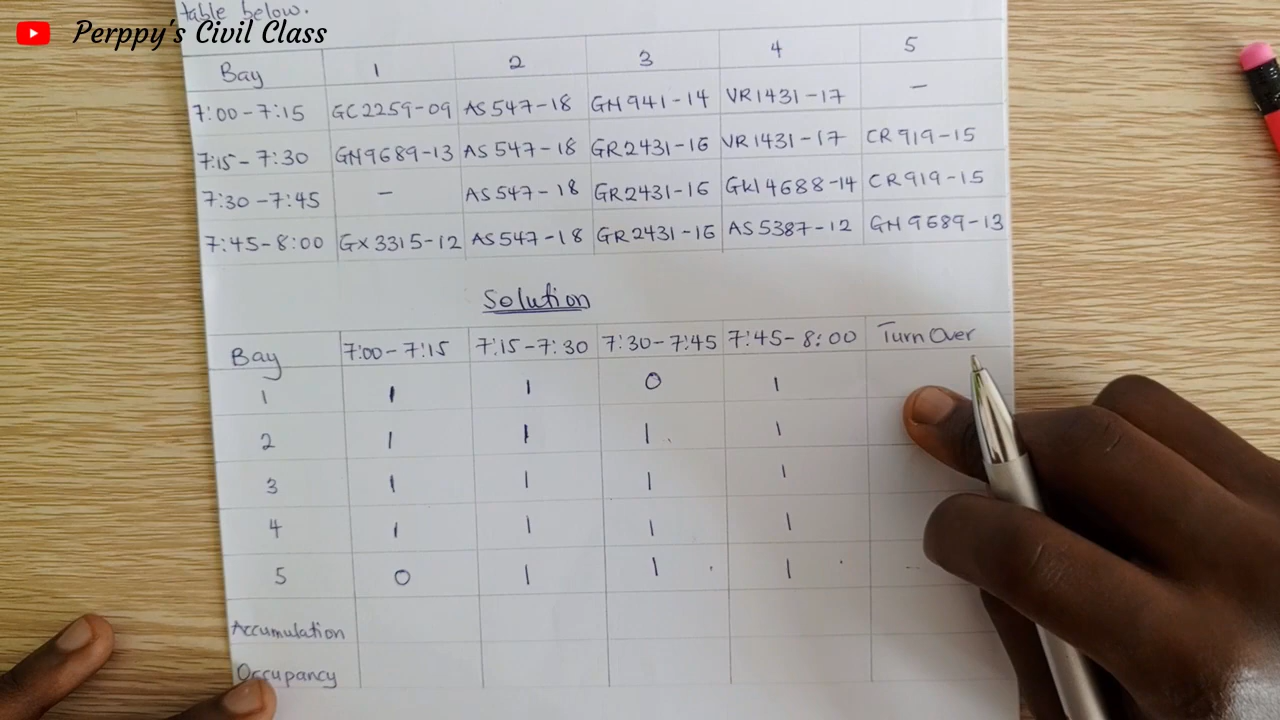 table below.
Perppy's Civil Class
Bay 1 2 3 4 5
7:00-7:15 GC2259-09 AS547-18 GN941-14 VR1431-17 -
7:15-7:30 GN9689-13 AS547-18 GR2431-16 VR1431-17 CR919-15
7:30-7:45 - AS547-18 GR2431-16 GK14688-14 CR919-15
7:45-8:00 GX3315-12 AS547-18 GR2431-16 AS5387-12 GN9689-13
Solution
Bay 7:00-7:15 7:15-7:30 7:30-7:45 7:45-8:00 Turn Over
1 1 1 0 1
2 1 1 1 1
3 1 1 1 1
4 1 1 1 1
5 0 1 1 1
Accumulation
Occupancy